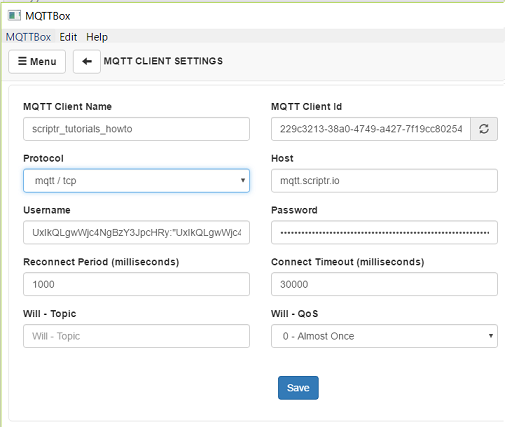 MQTTBox
MQTTBox Edit Help
Menu MQTT CLIENT SETTINGS
MQTT Client Name MQTT Client Id
scriptr_tutorials_howto 229c3213-38a0-4749-a427-7f19cc80254
Protocol Host
mqtt / tcp mqtt.scriptr.io
Username Password
UxIkQLgwWjc4NgBzY3JpcHRy:"UxIkQLgwWjc4
Reconnect Period (milliseconds) Connect Timeout (milliseconds)
1000 30000
Will - Topic Will - QoS
Will - Topic 0 - Almost Once
Save